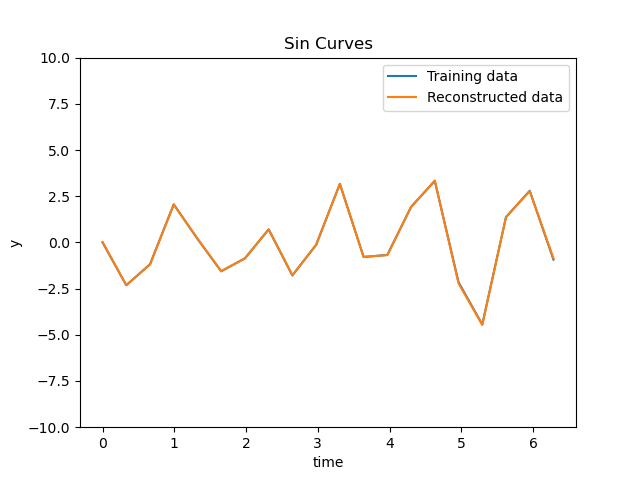 Sin Curves
Training data
Reconstructed data
10.0
7.5
5.0
2.5
0.0
−2.5
−5.0
−7.5
−10.0
y
0 1 2 3 4 5 6
time